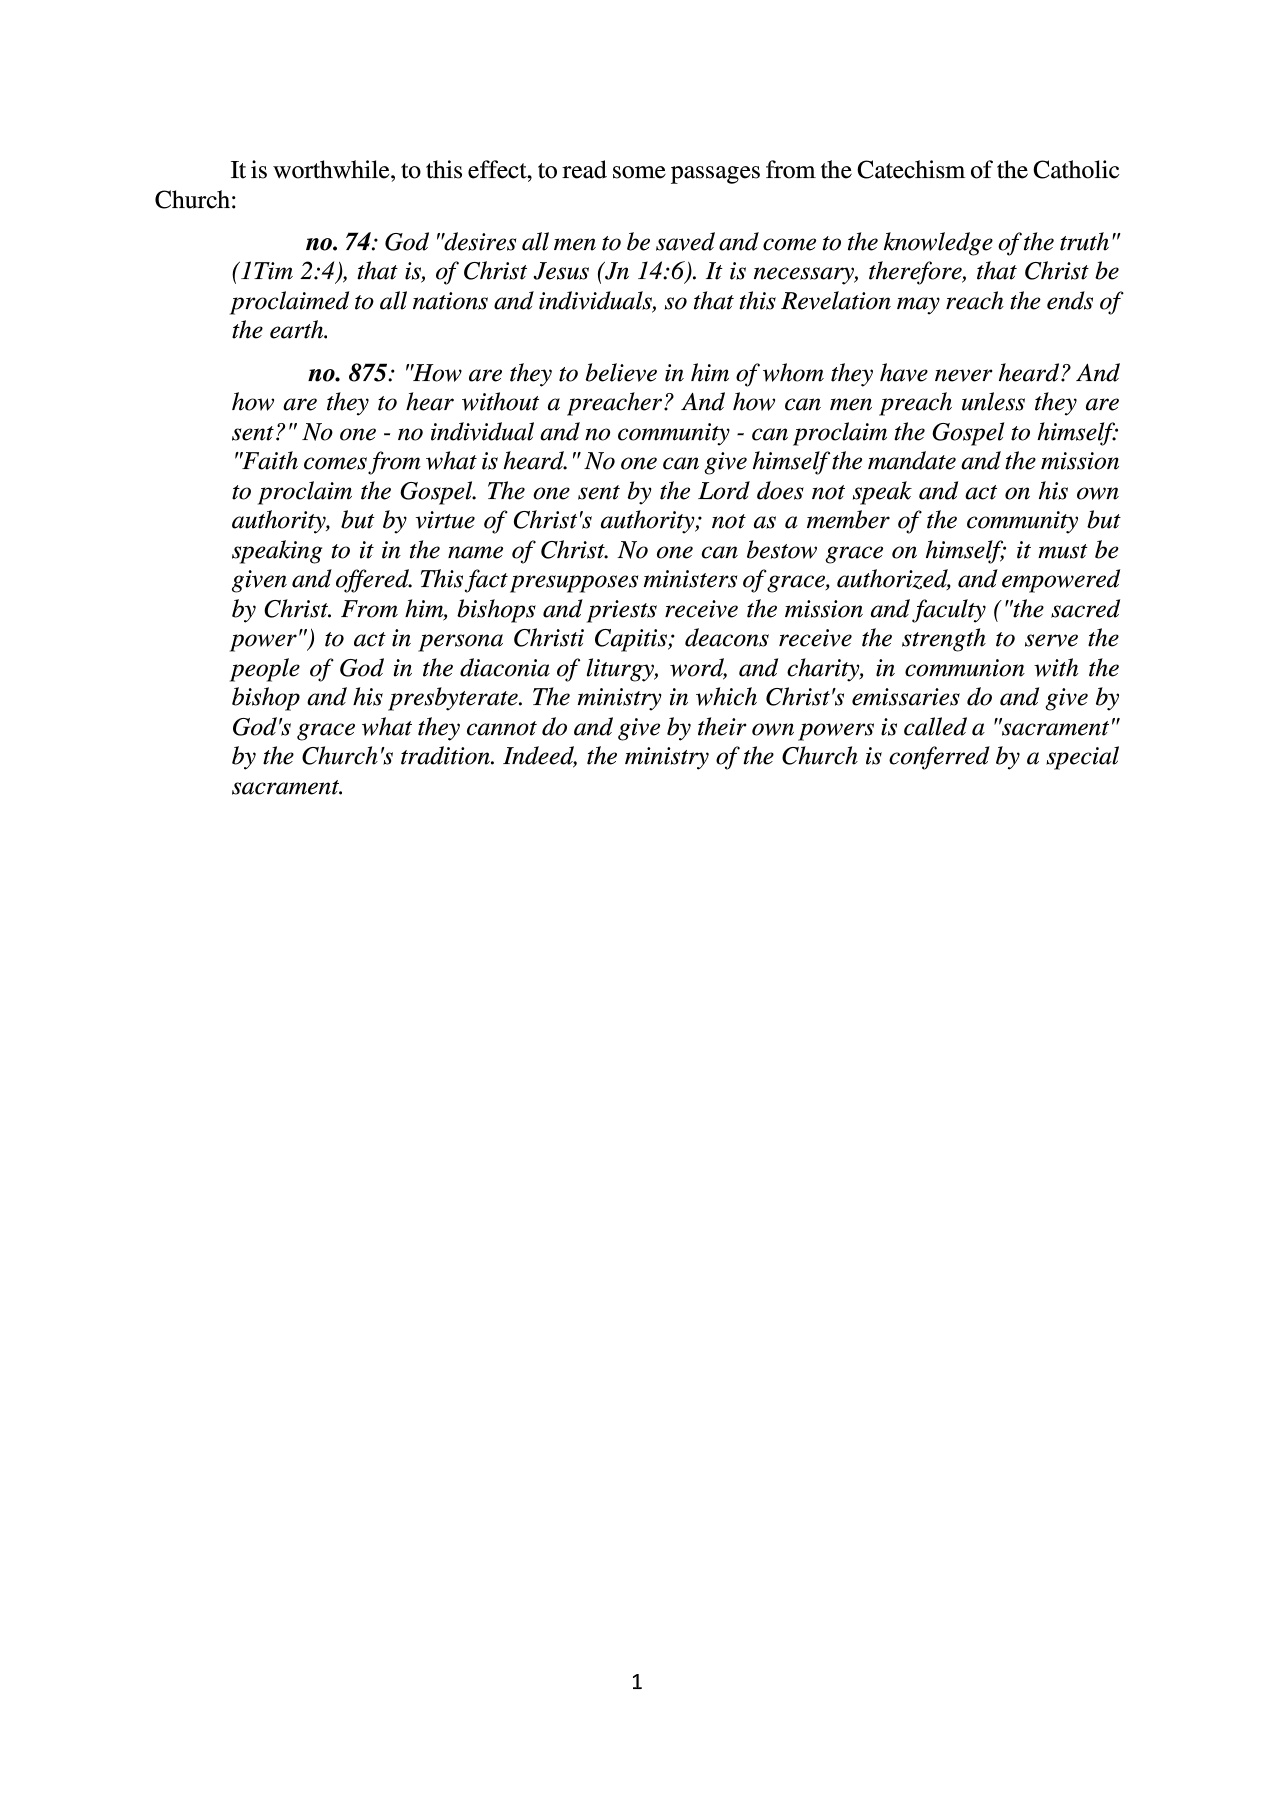 It is worthwhile, to this effect, to read some passages from the Catechism of the Catholic
Church:
no. 74: God "desires all men to be saved and come to the knowledge of the truth"
(1Tim 2:4), that is, of Christ Jesus (Jn 14:6). It is necessary, therefore, that Christ be
proclaimed to all nations and individuals, so that this Revelation may reach the ends of
the earth.
no. 875: "How are they to believe in him of whom they have never heard? And
how are they to hear without a preacher? And how can men preach unless they are
sent?" No one - no individual and no community - can proclaim the Gospel to himself:
"Faith comes from what is heard." No one can give himself the mandate and the mission
to proclaim the Gospel. The one sent by the Lord does not speak and act on his own
authority, but by virtue of Christ's authority; not as a member of the community but
speaking to it in the name of Christ. No one can bestow grace on himself; it must be
given and offered. This fact presupposes ministers of grace, authorized, and empowered
by Christ. From him, bishops and priests receive the mission and faculty ("the sacred
power") to act in persona Christi Capitis; deacons receive the strength to serve the
people of God in the diaconia of liturgy, word, and charity, in communion with the
bishop and his presbyterate. The ministry in which Christ's emissaries do and give by
God's grace what they cannot do and give by their own powers is called a "sacrament"
by the Church's tradition. Indeed, the ministry of the Church is conferred by a special
sacrament.
1